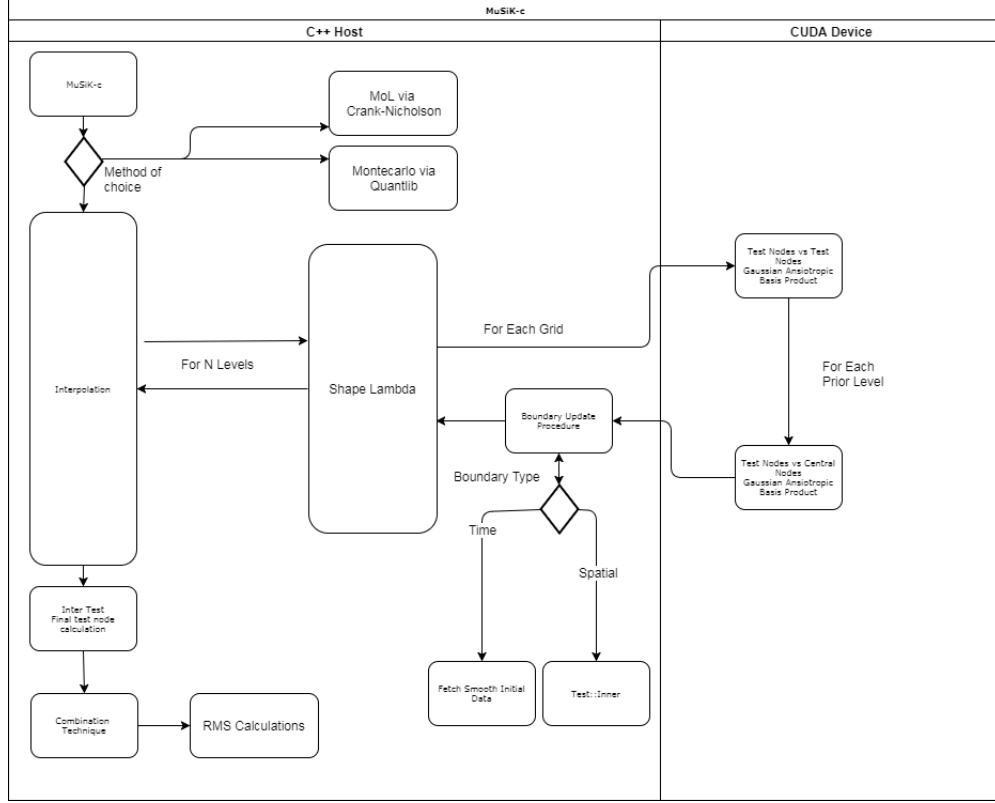 MuSiK-c
C++ Host
CUDA Device
MuSiK-c
MoL via
Crank-Nicholson
Method of
choice
Montecarlo via
Quantlib
Test Nodes vs Test
Nodes
Gaussian Ansiotropic
Basis Product
For Each Grid
For N Levels
Interpolation
Shape Lambda
For Each
Prior Level
Boundary Update
Procedure
Test Nodes vs Central
Nodes
Gaussian Ansiotropic
Basis Product
Boundary Type
Time
Spatial
Inter Test
Final test node
calculation
Fetch Smooth Initial
Data
Test::Inner
Combination
Technique
RMS Calculations